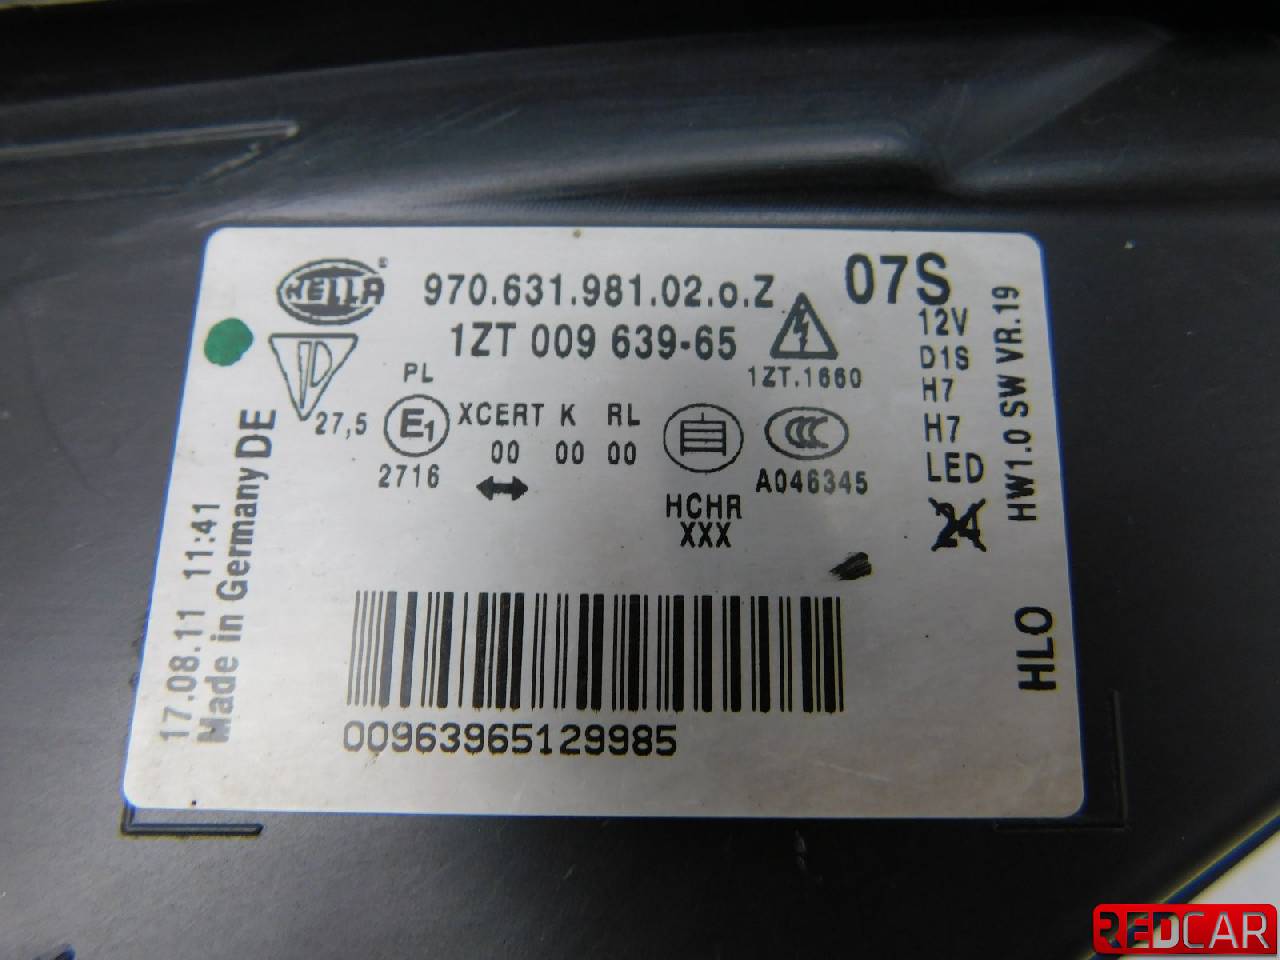 HELLA
970.631.981.02.o.Z
07S
1ZT 009 639-65
1ZT.1660
12V
D1S
H7
H7
LED
24
HW1.0 SW VR.19
HLO
PL
27,5
E1
2716
XCERT K RL
00 00 00
HCHR
XXX
CCC
A046345
17.08.11 11:41
Made in Germany DE
00963965129985
REDCAR